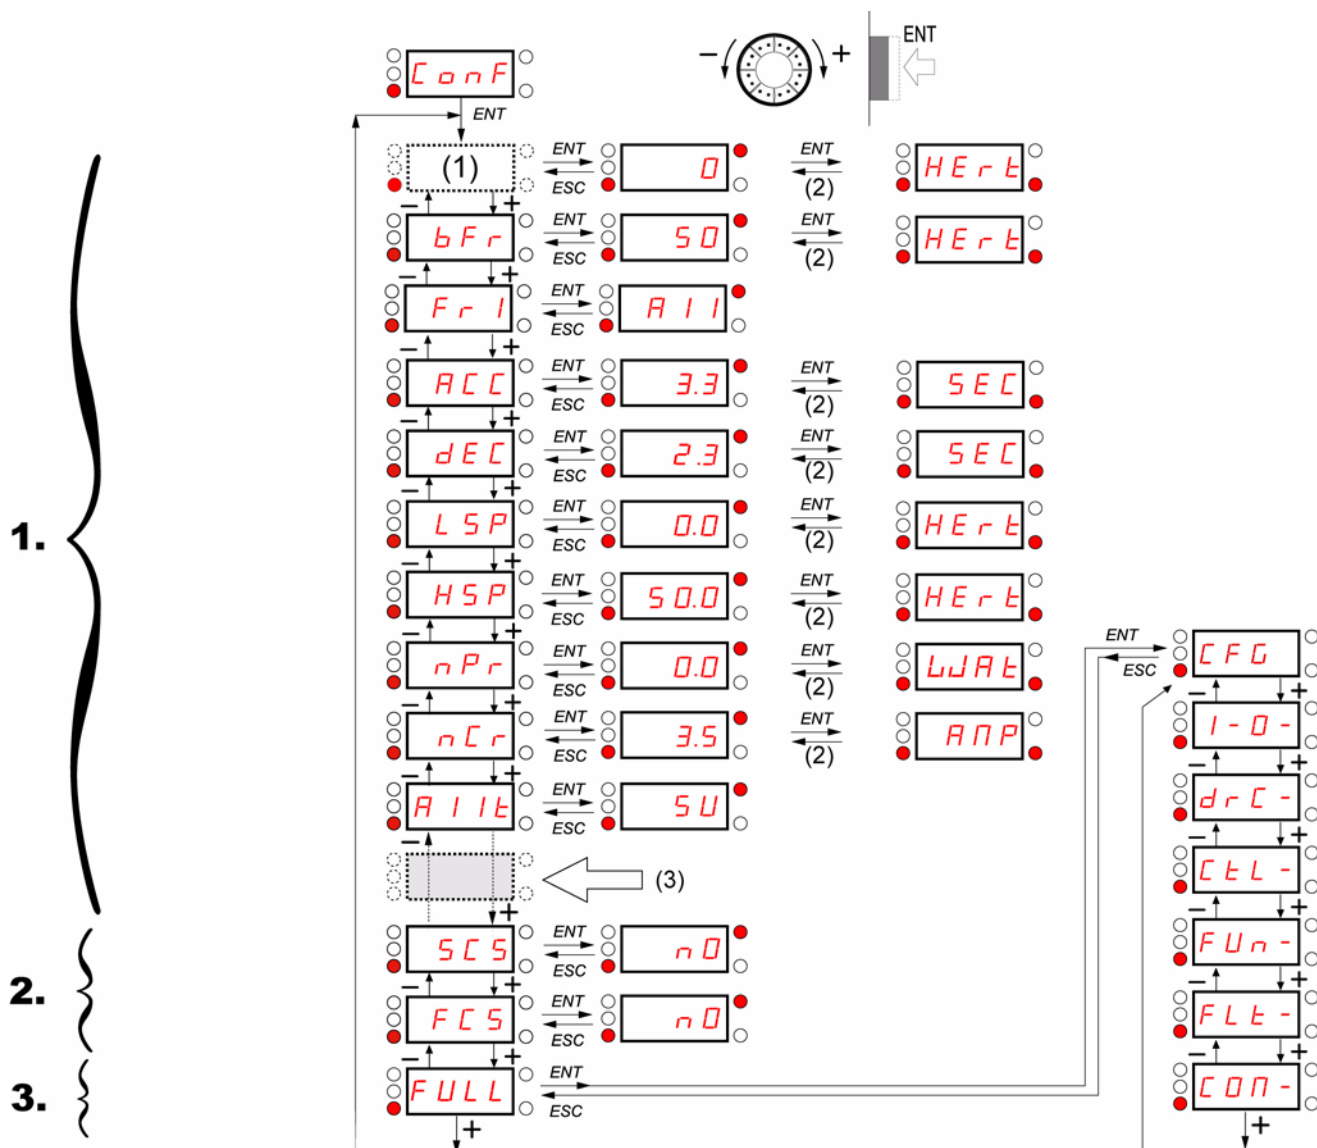 ENT
- +
ConF
ENT
(1) ENT ESC 0 ENT (2) HErt
- +
bFr ENT ESC 50 ENT (2) HErt
- +
Fr1 ENT ESC A11
- +
ACC ENT ESC 3.3 ENT (2) SEC
- +
dEC ENT ESC 2.3 ENT (2) SEC
- +
1. LSP ENT ESC 0.0 ENT (2) HErt
- +
HSP ENT ESC 50.0 ENT (2) HErt
- +
nPr ENT ESC 0.0 ENT (2) WAt ENT ESC CFG
- + - +
nCr ENT ESC 3.5 ENT (2) AMP I-O-
- + - +
A11t ENT ESC 5U drC-
- - +
(3) CtL-
+ - +
SCS ENT ESC nO FUn-
- + - +
2. FCS ENT ESC nO FLt-
- + - +
3. FULL ENT ESC COM-
+ +